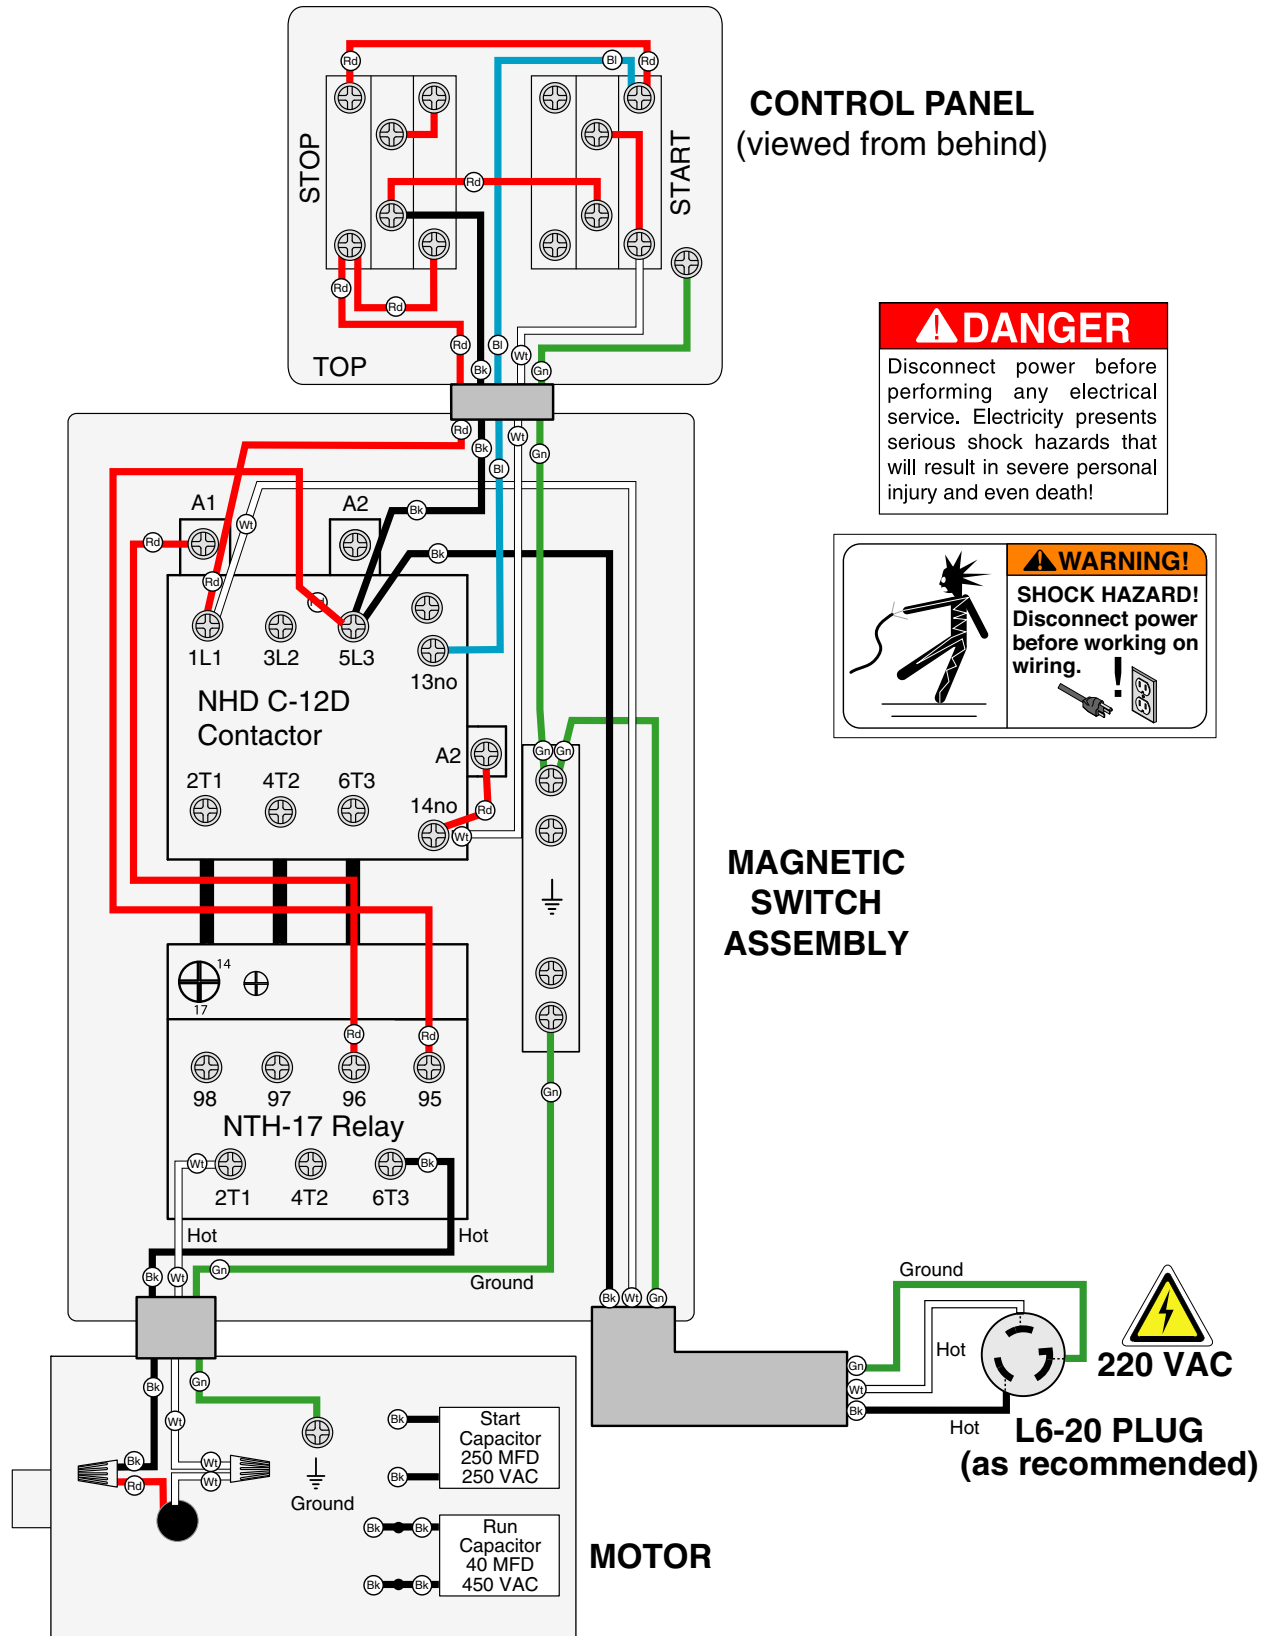 Rd
Bl
Rd
CONTROL PANEL
(viewed from behind)
STOP
START
Rd
Rd
Rd
Rd
Bl
Wt
Bk
Gn
TOP
DANGER
Disconnect power before
performing any electrical
service. Electricity presents
serious shock hazards that
will result in severe personal
injury and even death!
Rd
Wt
Bk
Gn
Bl
A1
A2
Bk
Wt
Rd
Bk
Rd
Rd
1L1
3L2
5L3
13no
WARNING!
SHOCK HAZARD!
Disconnect power
before working on
wiring.
!
NHD C-12D
Contactor
A2
Gn
Gn
2T1
4T2
6T3
14no
Rd
Wt
MAGNETIC
SWITCH
ASSEMBLY
14
17
Rd
Rd
98
97
96
95
Gn
NTH-17 Relay
Wt
Bk
2T1
4T2
6T3
Hot
Hot
Bk
Wt
Gn
Ground
Bk
Wt
Gn
Ground
Hot
220 VAC
Gn
Wt
Bk
Hot
L6-20 PLUG
(as recommended)
Bk
Gn
Wt
Bk
Rd
Wt
Wt
Ground
Bk
Bk
Start
Capacitor
250 MFD
250 VAC
Bk
Bk
Bk
Bk
Run
Capacitor
40 MFD
450 VAC
MOTOR